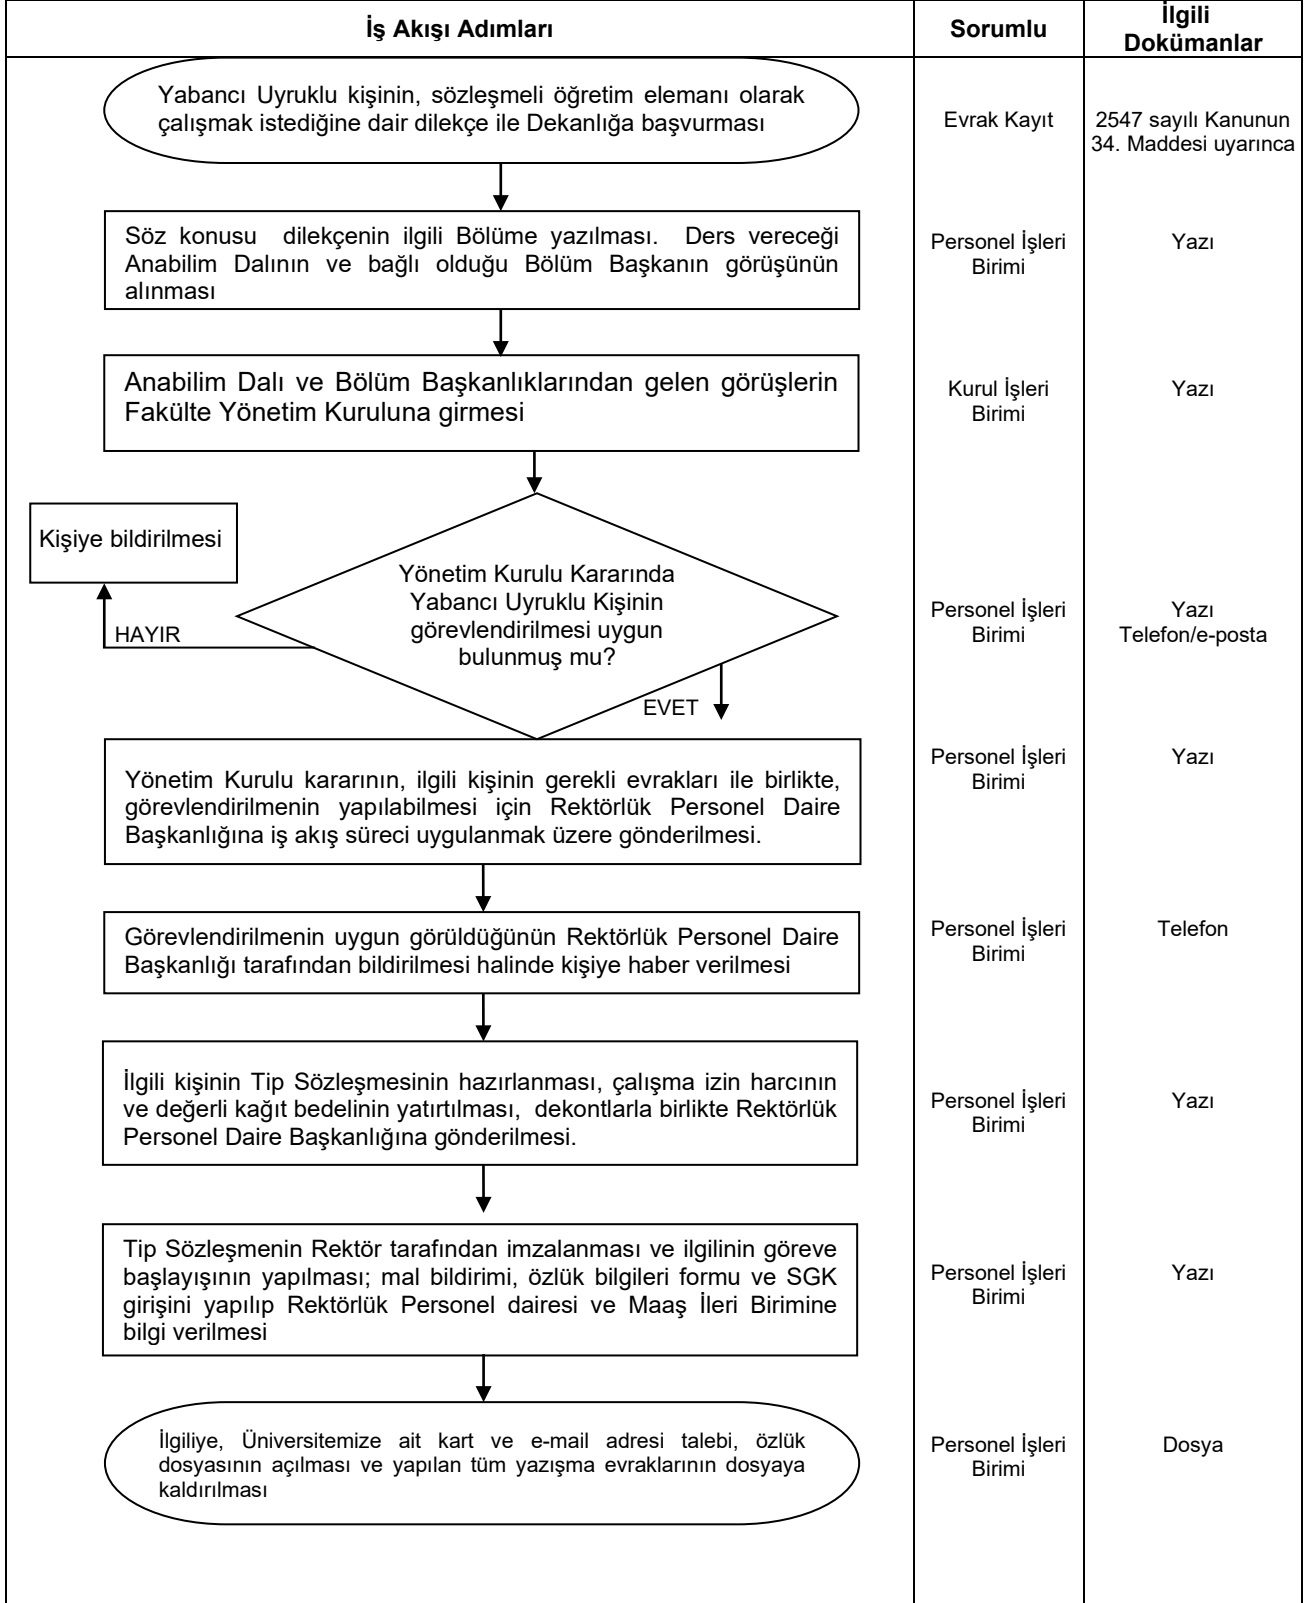 İş Akışı Adımları
Sorumlu
İlgili
Dokümanlar
Yabancı Uyruklu kişinin, sözleşmeli öğretim elemanı olarak
çalışmak istediğine dair dilekçe ile Dekanlığa başvurması
Evrak Kayıt
2547 sayılı Kanunun
34. Maddesi uyarınca
Söz konusu dilekçenin ilgili Bölüme yazılması. Ders vereceği
Anabilim Dalının ve bağlı olduğu Bölüm Başkanın görüşünün
alınması
Personel İşleri
Birimi
Yazı
Anabilim Dalı ve Bölüm Başkanlıklarından gelen görüşlerin
Fakülte Yönetim Kuruluna girmesi
Kurul İşleri
Birimi
Yazı
Kişiye bildirilmesi
HAYIR
Yönetim Kurulu Kararında
Yabancı Uyruklu Kişinin
görevlendirilmesi uygun
bulunmuş mu?
EVET
Personel İşleri
Birimi
Yazı
Telefon/e-posta
Yönetim Kurulu kararının, ilgili kişinin gerekli evrakları ile birlikte,
görevlendirilmenin yapılabilmesi için Rektörlük Personel Daire
Başkanlığına iş akış süreci uygulanmak üzere gönderilmesi.
Personel İşleri
Birimi
Yazı
Görevlendirilmenin uygun görüldüğünün Rektörlük Personel Daire
Başkanlığı tarafından bildirilmesi halinde kişiye haber verilmesi
Personel İşleri
Birimi
Telefon
İlgili kişinin Tip Sözleşmesinin hazırlanması, çalışma izin harcının
ve değerli kağıt bedelinin yatırtılması, dekontlarla birlikte Rektörlük
Personel Daire Başkanlığına gönderilmesi.
Personel İşleri
Birimi
Yazı
Tip Sözleşmenin Rektör tarafından imzalanması ve ilgilinin göreve
başlayışının yapılması; mal bildirimi, özlük bilgileri formu ve SGK
girişini yapılıp Rektörlük Personel dairesi ve Maaş İleri Birimine
bilgi verilmesi
Personel İşleri
Birimi
Yazı
İlgiliye, Üniversitemize ait kart ve e-mail adresi talebi, özlük
dosyasının açılması ve yapılan tüm yazışma evraklarının dosyaya
kaldırılması
Personel İşleri
Birimi
Dosya